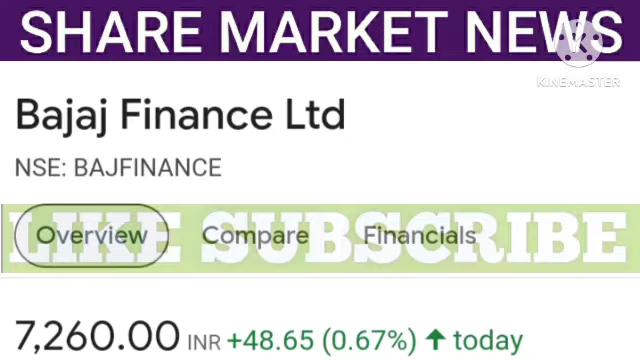 SHARE MARKET NEWS
KINEMASTER
Bajaj Finance Ltd
NSE: BAJFINANCE
LIKE SUBSCRIBE
Overview Compare Financials
7,260.00 INR +48.65 (0.67%) ↑ today